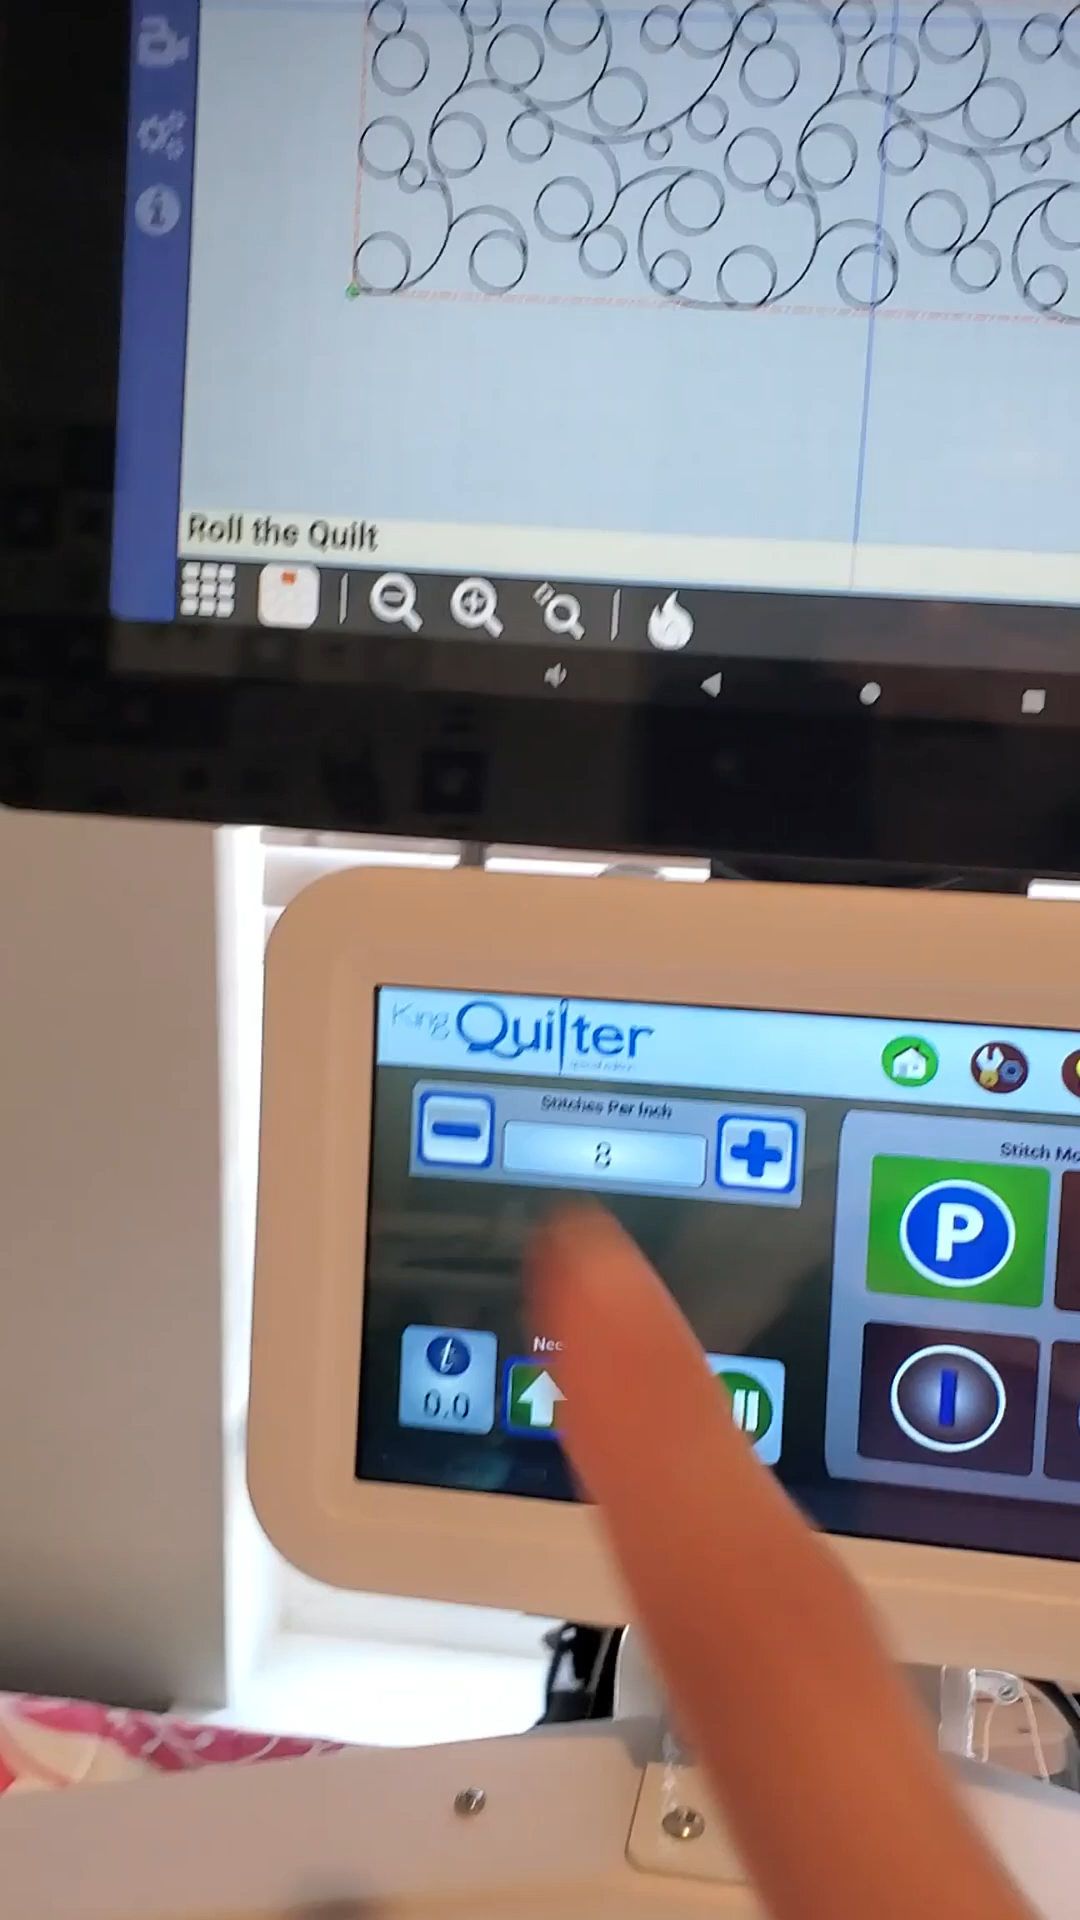 Roll the Quilt
King Quilter
Stitches Per Inch
8
Stitch Mo
P
Nee
0.0